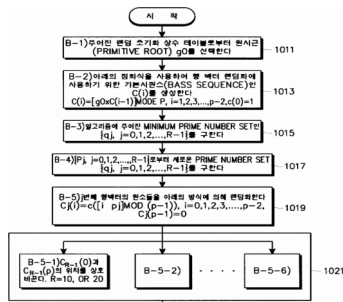 시 작
B-1)주어진 랜덤 초기화 상수 테이블로부터 원시근
(PRIMITIVE ROOT) g0를 선택한다
1011
B-2)아래의 점화식을 사용하여 행 벡터 랜덤화에
사용하기 위한 기본시퀀스(BASS SEQUENCE)인
C(i)를 생성한다
C(i)=[g0xC(i-1)]MODE P, i=1,2,3,...,p-2,c(0)=1
1013
B-3)알고리즘에 주어진 MINIMUM PRIME NUMBER SET인
{qj, j=0,1,2,...,R-1}를 구한다
1015
B-4){Pj, j=0,1,2,...,R-1}로부터 새로운 PRIME NUMBER SET
{qj, j=0,1,2,...,R-1}를 구한다
1017
B-5)j번째 행벡터의 원소들을 아래의 방식에 의해 랜덤화한다
Cj(i)=c([i pj]MOD (p-1)), i=0,1,2,3,....,p-2,
Cj(p-1)=0
1019
B-5-1)CR-1(0)과
CR-1(p)의 위치를 상호
바꾼다. R=10, OR 20
B-5-2)
. . . .
B-5-6)
1021